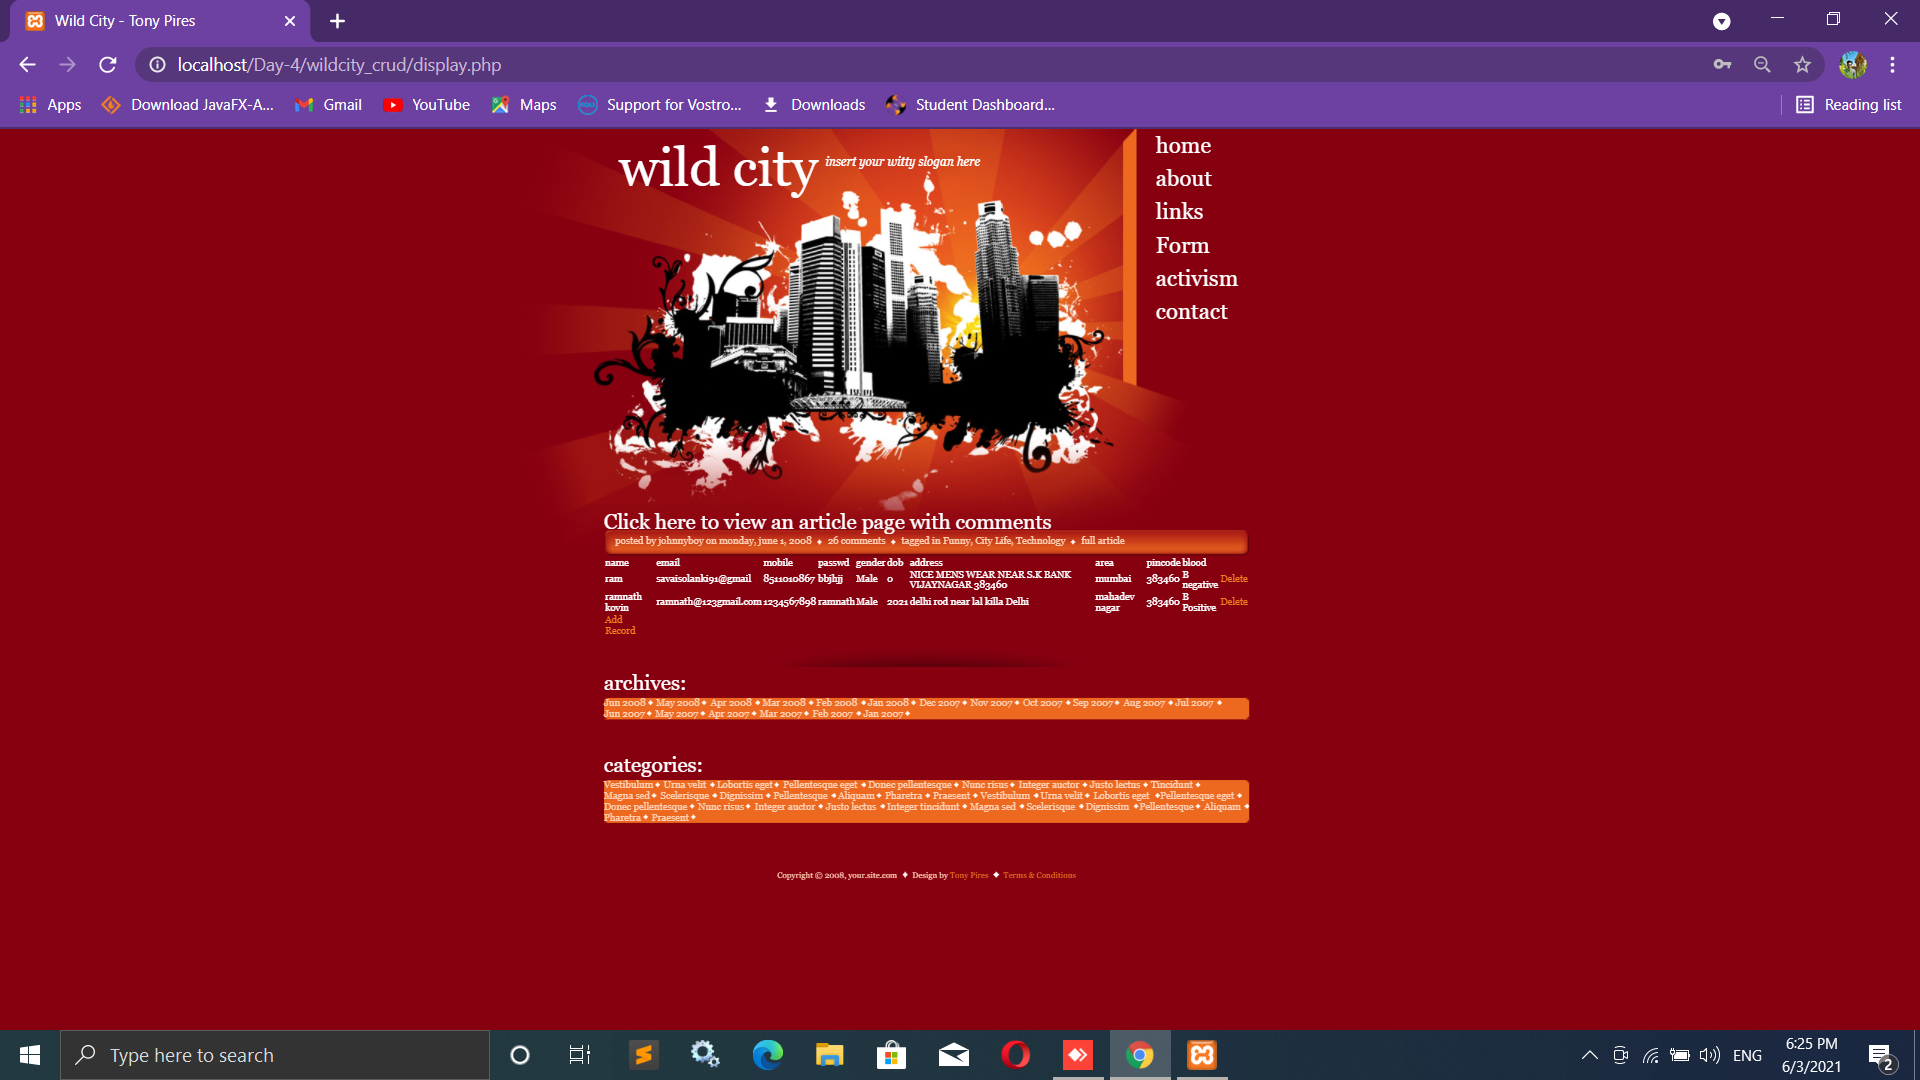 Wild City - Tony Pires
localhost/Day-4/wildcity_crud/display.php
Apps Download JavaFX-A... Gmail YouTube Maps Support for Vostro... Downloads Student Dashboard... Reading list
wild city insert your witty slogan here
home
about
links
Form
activism
contact
Click here to view an article page with comments
posted by johnnyboy on monday, june 1, 2008 ♦ 26 comments ♦ tagged in Funny, City Life, Technology ♦ full article
name email mobile passwd gender dob address area pincode blood
ram savaisolanki91@gmail 8511010867 bbjhjj Male 0 NICE MENS WEAR NEAR S.K BANK VIJAYNAGAR 383460 mumbai 383460 B negative Delete
ramnath kovin ramnath@123gmail.com 1234567898 ramnath Male 2021 delhi rod near lal killa Delhi mahadev nagar 383460 B Positive Delete
Add
Record
archives:
Jun 2008 ♦ May 2008 ♦ Apr 2008 ♦ Mar 2008 ♦ Feb 2008 ♦ Jan 2008 ♦ Dec 2007 ♦ Nov 2007 ♦ Oct 2007 ♦ Sep 2007 ♦ Aug 2007 ♦ Jul 2007 ♦
Jun 2007 ♦ May 2007 ♦ Apr 2007 ♦ Mar 2007 ♦ Feb 2007 ♦ Jan 2007 ♦
categories:
Vestibulum ♦ Urna velit ♦ Lobortis eget ♦ Pellentesque eget ♦ Donec pellentesque ♦ Nunc risus ♦ Integer auctor ♦ Justo lectus ♦ Tincidunt ♦
Magna sed ♦ Scelerisque ♦ Dignissim ♦ Pellentesque ♦ Aliquam ♦ Pharetra ♦ Praesent ♦ Vestibulum ♦ Urna velit ♦ Lobortis eget ♦ Pellentesque eget ♦
Donec pellentesque ♦ Nunc risus ♦ Integer auctor ♦ Justo lectus ♦ Integer tincidunt ♦ Magna sed ♦ Scelerisque ♦ Dignissim ♦ Pellentesque ♦ Aliquam ♦
Pharetra ♦ Praesent ♦
Copyright © 2008, your.site.com ♦ Design by Tony Pires ♦ Terms & Conditions
Type here to search
ENG
6:25 PM
6/3/2021
2